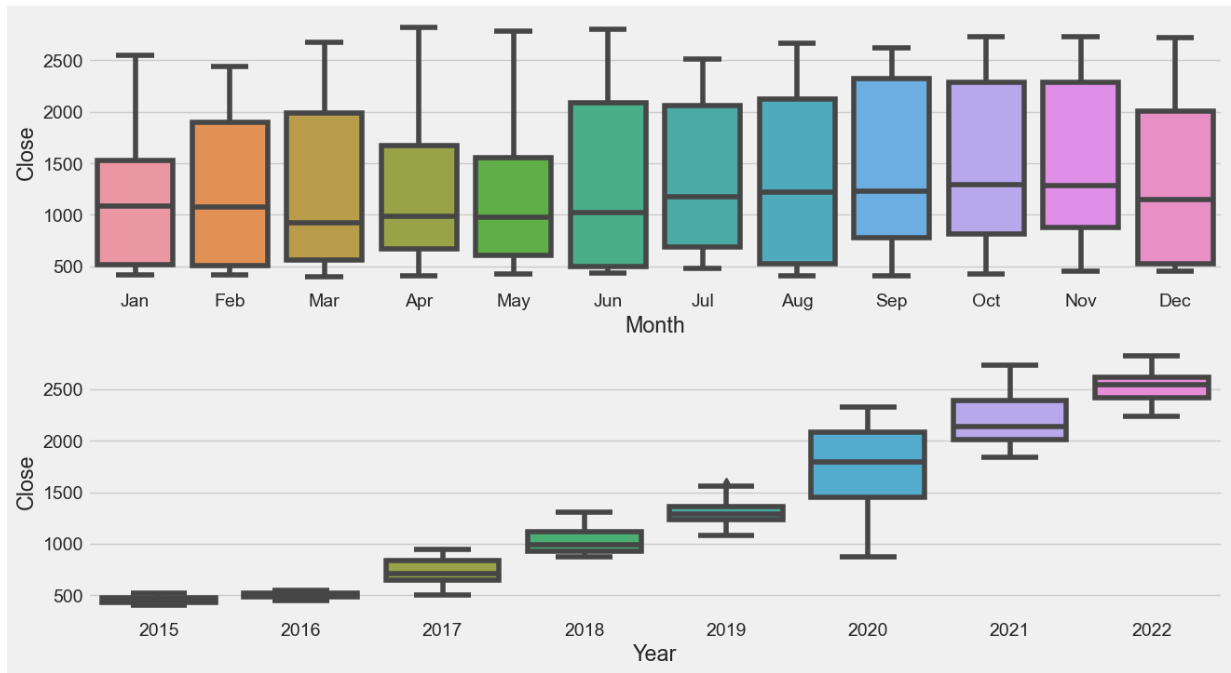 2500
2000
Close
1500
1000
500
Jan Feb Mar Apr May Jun Jul Aug Sep Oct Nov Dec
Month
2500
2000
Close
1500
1000
500
2015 2016 2017 2018 2019 2020 2021 2022
Year